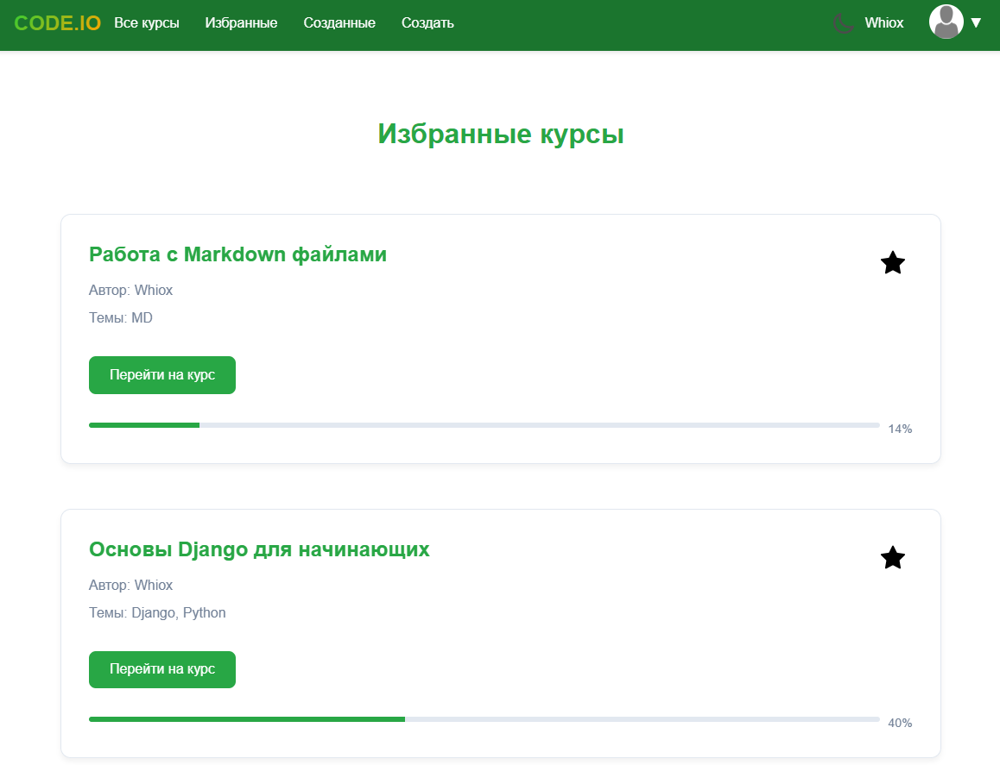 CODE.IO Все курсы Избранные Созданные Создать Whiox ▼
Избранные курсы
Работа с Markdown файлами
Автор: Whiox
Темы: MD
Перейти на курс
14%
Основы Django для начинающих
Автор: Whiox
Темы: Django, Python
Перейти на курс
40%